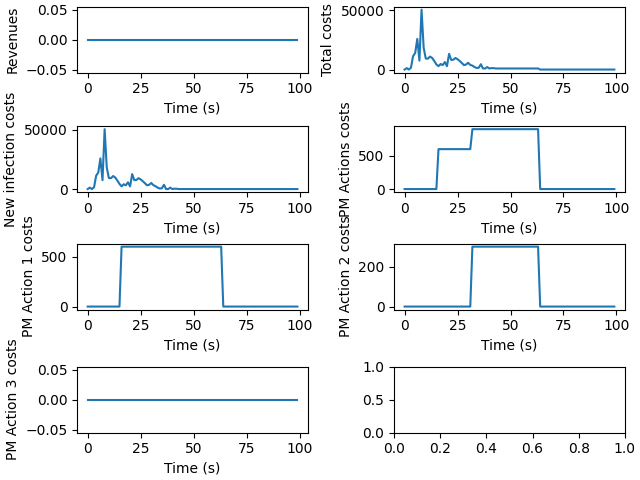 Revenues
0.05
0.00
−0.05
0 25 50 75 100
Time (s)
Total costs
50000
0
0 25 50 75 100
Time (s)
New infection costs
50000
0
0 25 50 75 100
Time (s)
PM Actions costs
500
0
0 25 50 75 100
Time (s)
PM Action 1 costs
500
0
0 25 50 75 100
Time (s)
PM Action 2 costs
200
0
0 25 50 75 100
Time (s)
PM Action 3 costs
0.05
0.00
−0.05
0 25 50 75 100
Time (s)
1.0
0.5
0.0
0.0 0.2 0.4 0.6 0.8 1.0